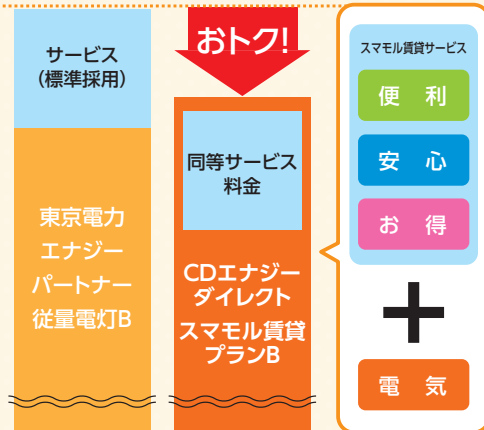 サービス
(標準採用)
東京電力
エナジー
パートナー
従量電灯B
おトク!
同等サービス
料金
CDエナジー
ダイレクト
スマモル賃貸
プランB
スマモル賃貸サービス
便 利
安 心
お 得
+
電 気